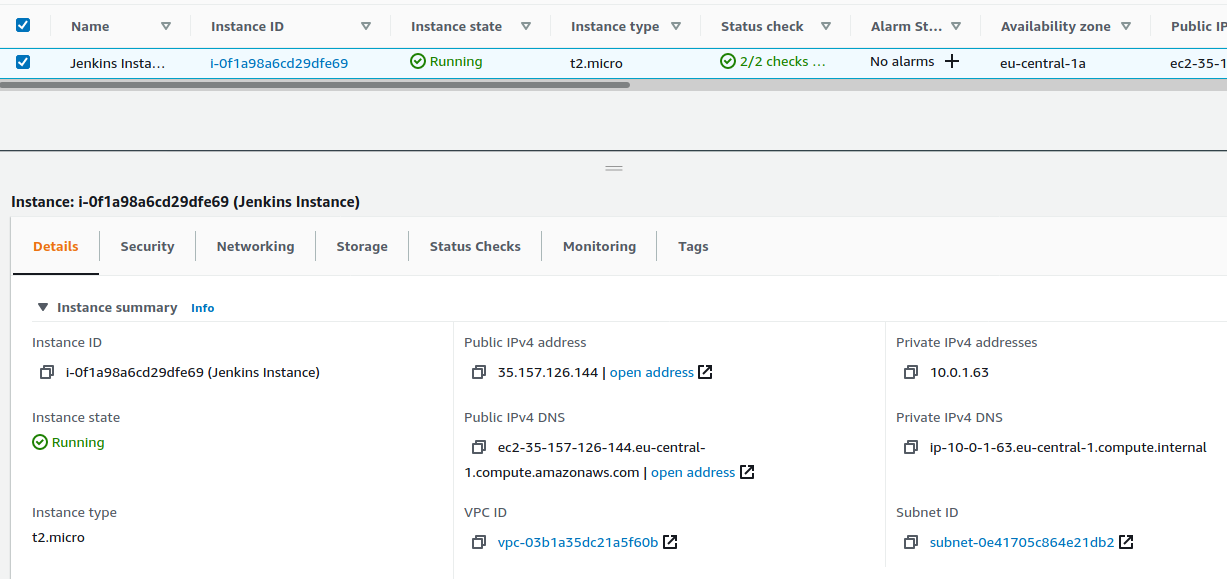 Name Instance ID Instance state Instance type Status check Alarm St... Availability zone Public IP
Jenkins Insta... i-0f1a98a6cd29dfe69 Running t2.micro 2/2 checks ... No alarms + eu-central-1a ec2-35-1
Instance: i-0f1a98a6cd29dfe69 (Jenkins Instance)
Details Security Networking Storage Status Checks Monitoring Tags
Instance summary Info
Instance ID Public IPv4 address Private IPv4 addresses
i-0f1a98a6cd29dfe69 (Jenkins Instance) 35.157.126.144 | open address 10.0.1.63
Instance state Public IPv4 DNS Private IPv4 DNS
Running ec2-35-157-126-144.eu-central- ip-10-0-1-63.eu-central-1.compute.internal
1.compute.amazonaws.com | open address
Instance type VPC ID Subnet ID
t2.micro vpc-03b1a35dc21a5f60b subnet-0e41705c864e21db2